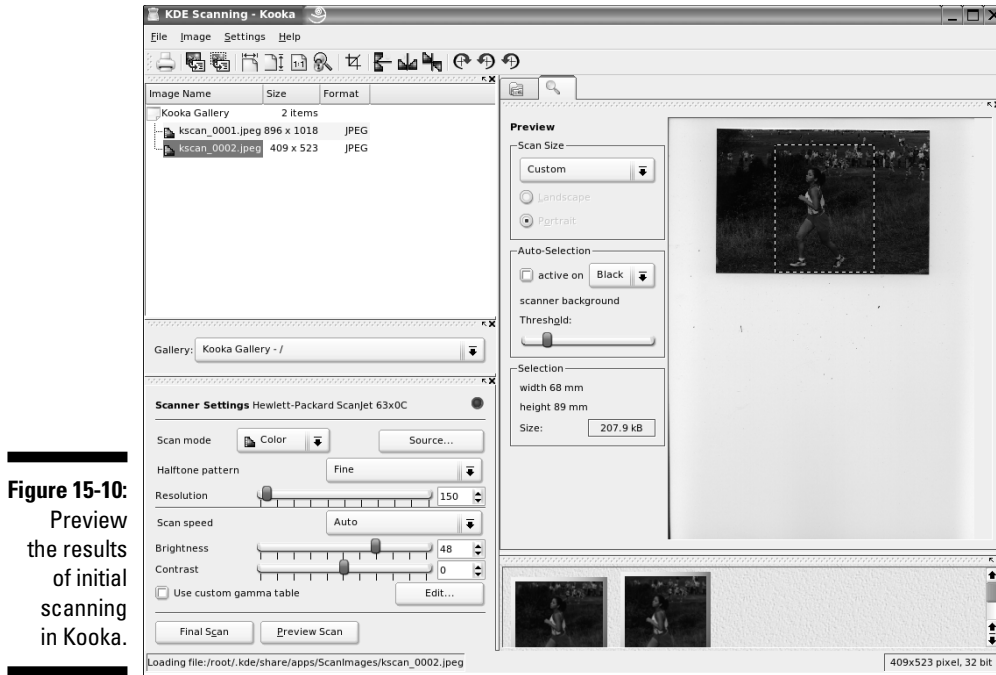 KDE Scanning - Kooka
File Image Settings Help
1:1
Image Name Size Format
Kooka Gallery 2 items
kscan_0001.jpeg 896 x 1018 JPEG
kscan_0002.jpeg 409 x 523 JPEG
Gallery: Kooka Gallery - /
Scanner Settings Hewlett-Packard ScanJet 63x0C
Scan mode Color Source...
Halftone pattern Fine
Resolution 150
Scan speed Auto
Brightness 48
Contrast 0
Use custom gamma table Edit...
Final Scan Preview Scan
Loading file:/root/.kde/share/apps/ScanImages/kscan_0002.jpeg
Preview
Scan Size
Custom
Landscape
Portrait
Auto-Selection
active on Black
scanner background
Threshold:
Selection
width 68 mm
height 89 mm
Size: 207.9 kB
409x523 pixel, 32 bit
Figure 15-10:
Preview
the results
of initial
scanning
in Kooka.